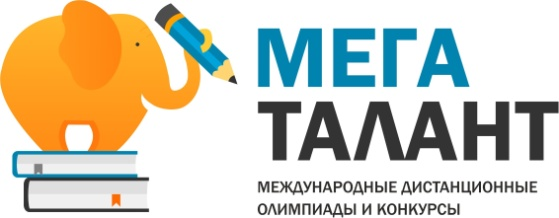 МЕГА
ТАЛАНТ
МЕЖДУНАРОДНЫЕ ДИСТАНЦИОННЫЕ
ОЛИМПИАДЫ И КОНКУРСЫ